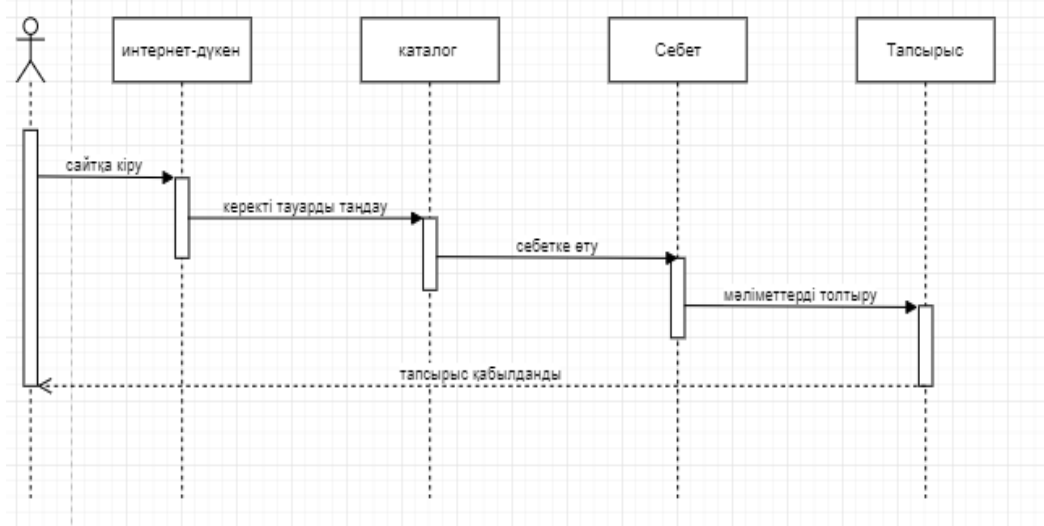 интернет-дүкен
каталог
Себет
Тапсырыс
сайтқа кіру
керекті тауарды таңдау
себетке өту
мәліметтерді толтыру
тапсырыс қабылданды